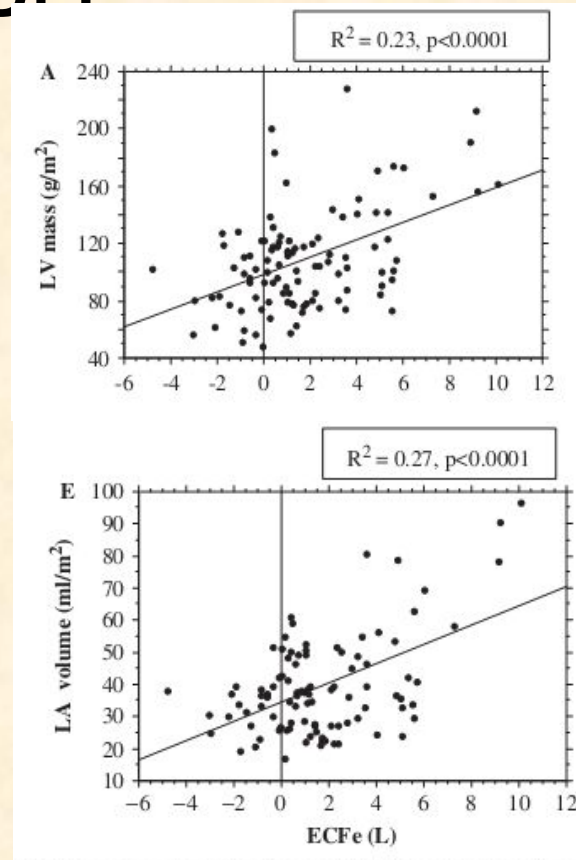 R² = 0.23, p<0.0001
A
240
200
160
120
80
40
LV mass (g/m²)
-6 -4 -2 0 2 4 6 8 10 12
R² = 0.27, p<0.0001
E
100
90
80
70
60
50
40
30
20
10
LA volume (ml/m²)
−6 −4 −2 0 2 4 6 8 10 12
ECFe (L)